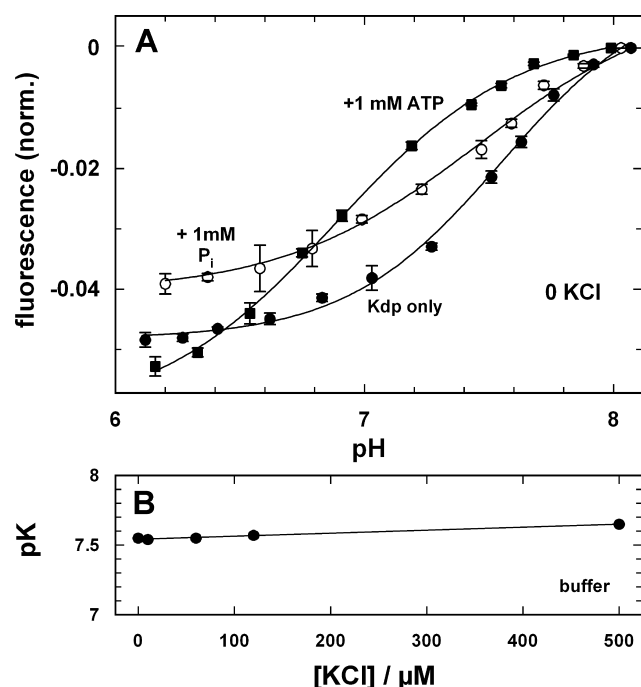 A
0
-0.02
-0.04
fluorescence (norm.)
+1 mM ATP
+ 1mM
Pi
Kdp only
0 KCl
6
7
8
pH
B
8
7.5
7
pK
buffer
0
100
200
300
400
500
[KCl] / µM